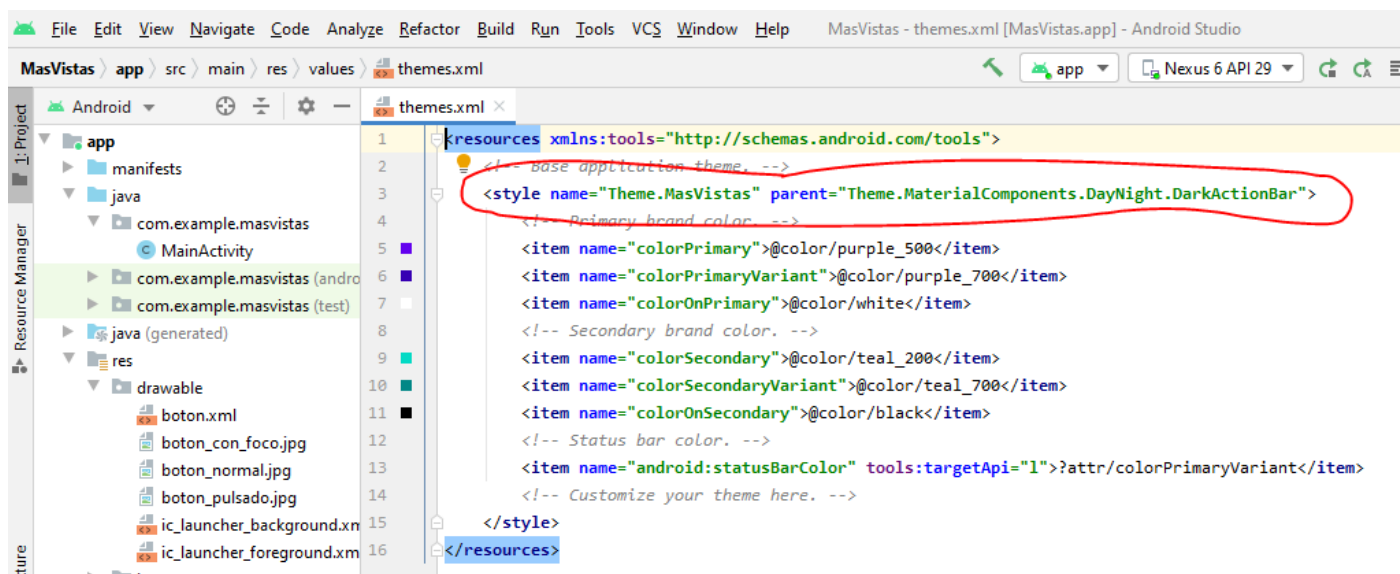 File Edit View Navigate Code Analyze Refactor Build Run Tools VCS Window Help MasVistas - themes.xml [MasVistas.app] - Android Studio
MasVistas app src main res values themes.xml app Nexus 6 API 29
Android themes.xml
1: Project
Resource Manager
app
manifests
java
com.example.masvistas
MainActivity
com.example.masvistas (andro
com.example.masvistas (test)
java (generated)
res
drawable
boton.xml
boton_con_foco.jpg
boton_normal.jpg
boton_pulsado.jpg
ic_launcher_background.xm
ic_launcher_foreground.xm
1 <resources xmlns:tools="http://schemas.android.com/tools">
2 <!-- Base application theme. -->
3 <style name="Theme.MasVistas" parent="Theme.MaterialComponents.DayNight.DarkActionBar">
4 <!-- Primary brand color. -->
5 <item name="colorPrimary">@color/purple_500</item>
6 <item name="colorPrimaryVariant">@color/purple_700</item>
7 <item name="colorOnPrimary">@color/white</item>
8 <!-- Secondary brand color. -->
9 <item name="colorSecondary">@color/teal_200</item>
10 <item name="colorSecondaryVariant">@color/teal_700</item>
11 <item name="colorOnSecondary">@color/black</item>
12 <!-- Status bar color. -->
13 <item name="android:statusBarColor" tools:targetApi="l">?attr/colorPrimaryVariant</item>
14 <!-- Customize your theme here. -->
15 </style>
16 </resources>